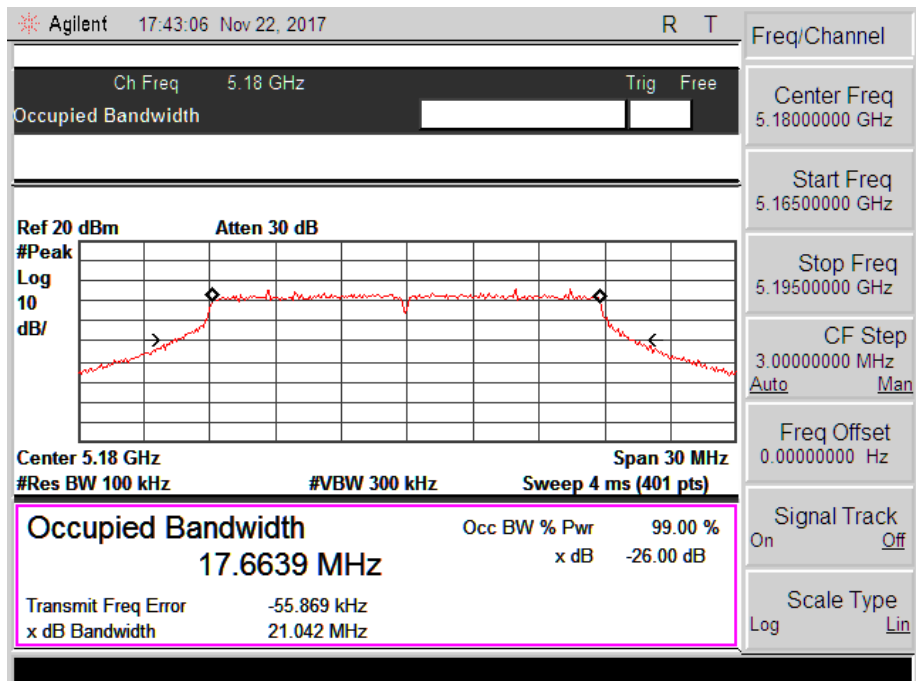 Agilent 17:43:06 Nov 22, 2017 R T
Freq/Channel
Ch Freq 5.18 GHz Trig Free
Occupied Bandwidth
Center Freq
5.18000000 GHz
Start Freq
5.16500000 GHz
Stop Freq
5.19500000 GHz
CF Step
3.00000000 MHz
Auto Man
Freq Offset
0.00000000 Hz
Signal Track
On Off
Scale Type
Log Lin
Ref 20 dBm Atten 30 dB
#Peak
Log
10
dB/
Center 5.18 GHz Span 30 MHz
#Res BW 100 kHz #VBW 300 kHz Sweep 4 ms (401 pts)
Occupied Bandwidth Occ BW % Pwr 99.00 %
17.6639 MHz x dB -26.00 dB
Transmit Freq Error -55.869 kHz
x dB Bandwidth 21.042 MHz